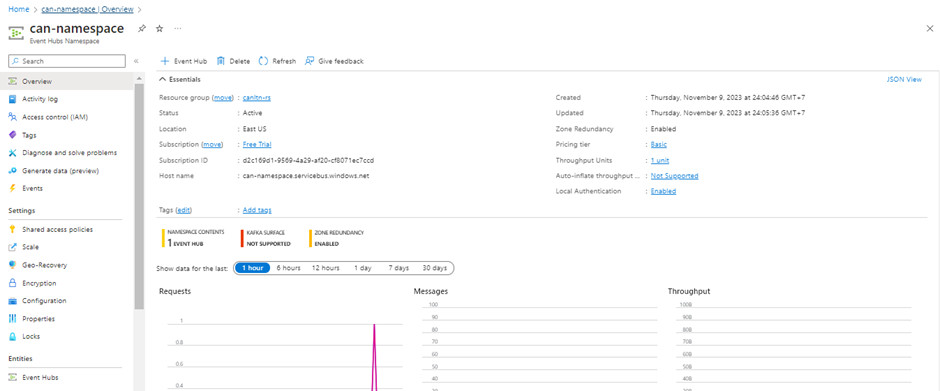 Home > can-namespace | Overview >
can-namespace
Event Hubs Namespace
Search
Overview
Activity log
Access control (IAM)
Tags
Diagnose and solve problems
Generate data (preview)
Events
Settings
Shared access policies
Scale
Geo-Recovery
Encryption
Configuration
Properties
Locks
Entities
Event Hubs
+ Event Hub Delete Refresh Give feedback
Essentials
JSON View
Resource group (move) : canitn-rs
Status : Active
Location : East US
Subscription (move) : Free Trial
Subscription ID : d2c169d1-9569-4a29-af20-cf8071ec7ccd
Host name : can-namespace.servicebus.windows.net
Tags (edit) : Add tags
Created : Thursday, November 9, 2023 at 24:04:46 GMT+7
Updated : Thursday, November 9, 2023 at 24:05:36 GMT+7
Zone Redundancy : Enabled
Pricing tier : Basic
Throughput Units : 1 unit
Auto-inflate throughput ... : Not Supported
Local Authentication : Enabled
NAMESPACE CONTENTS
1 EVENT HUB
KAFKA SURFACE
NOT SUPPORTED
ZONE REDUNDANCY
ENABLED
Show data for the last: 1 hour 6 hours 12 hours 1 day 7 days 30 days
Requests
1
0.8
0.6
0.4
Messages
100
90
80
70
60
50
40
30
Throughput
100B
90B
80B
70B
60B
50B
40B
30B